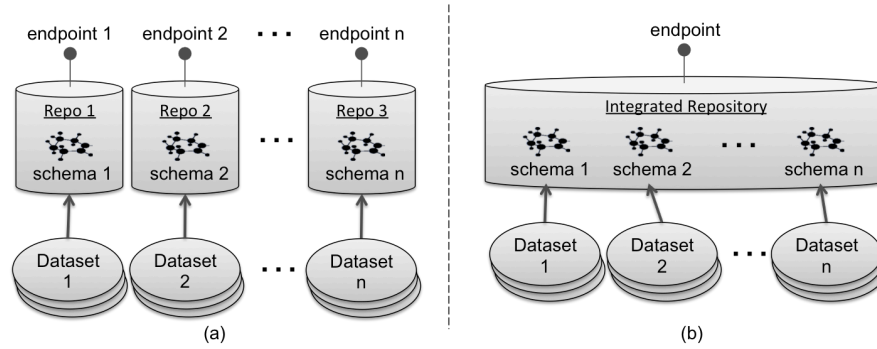 endpoint 1 endpoint 2 ... endpoint n
Repo 1 Repo 2 Repo 3
...
schema 1 schema 2 schema n
Dataset 1 Dataset 2 ... Dataset n
(a)
endpoint
Integrated Repository
...
schema 1 schema 2 schema n
Dataset 1 Dataset 2 ... Dataset n
(b)